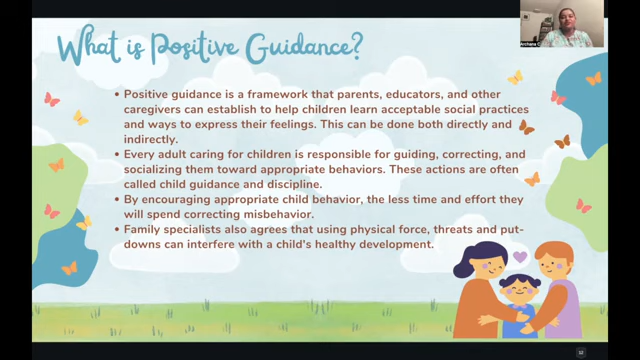 What is Positive Guidance?
Positive guidance is a framework that parents, educators, and other
caregivers can establish to help children learn acceptable social practices
and ways to express their feelings. This can be done both directly and
indirectly.
Every adult caring for children is responsible for guiding, correcting, and
socializing them toward appropriate behaviors. These actions are often
called child guidance and discipline.
By encouraging appropriate child behavior, the less time and effort they
will spend correcting misbehavior.
Family specialists also agrees that using physical force, threats and put-
downs can interfere with a child's healthy development.
Archana C
12